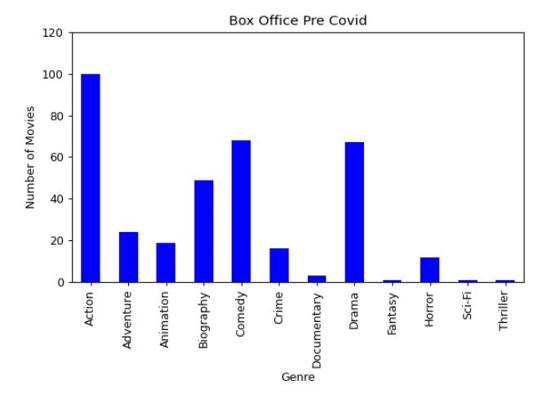 Box Office Pre Covid
120
100
80
60
40
20
0
Number of Movies
Action
Adventure
Animation
Biography
Comedy
Crime
Documentary
Drama
Fantasy
Horror
Sci-Fi
Thriller
Genre